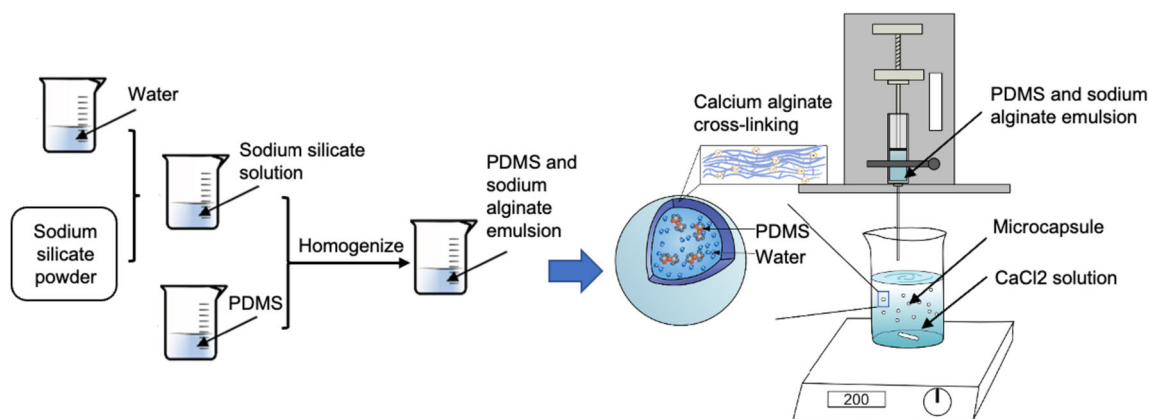 Water
Sodium
silicate
powder
Sodium silicate
solution
PDMS
Homogenize
PDMS and
sodium
alginate
emulsion
Calcium alginate
cross-linking
PDMS
Water
PDMS and sodium
alginate emulsion
Microcapsule
CaCl2 solution
200